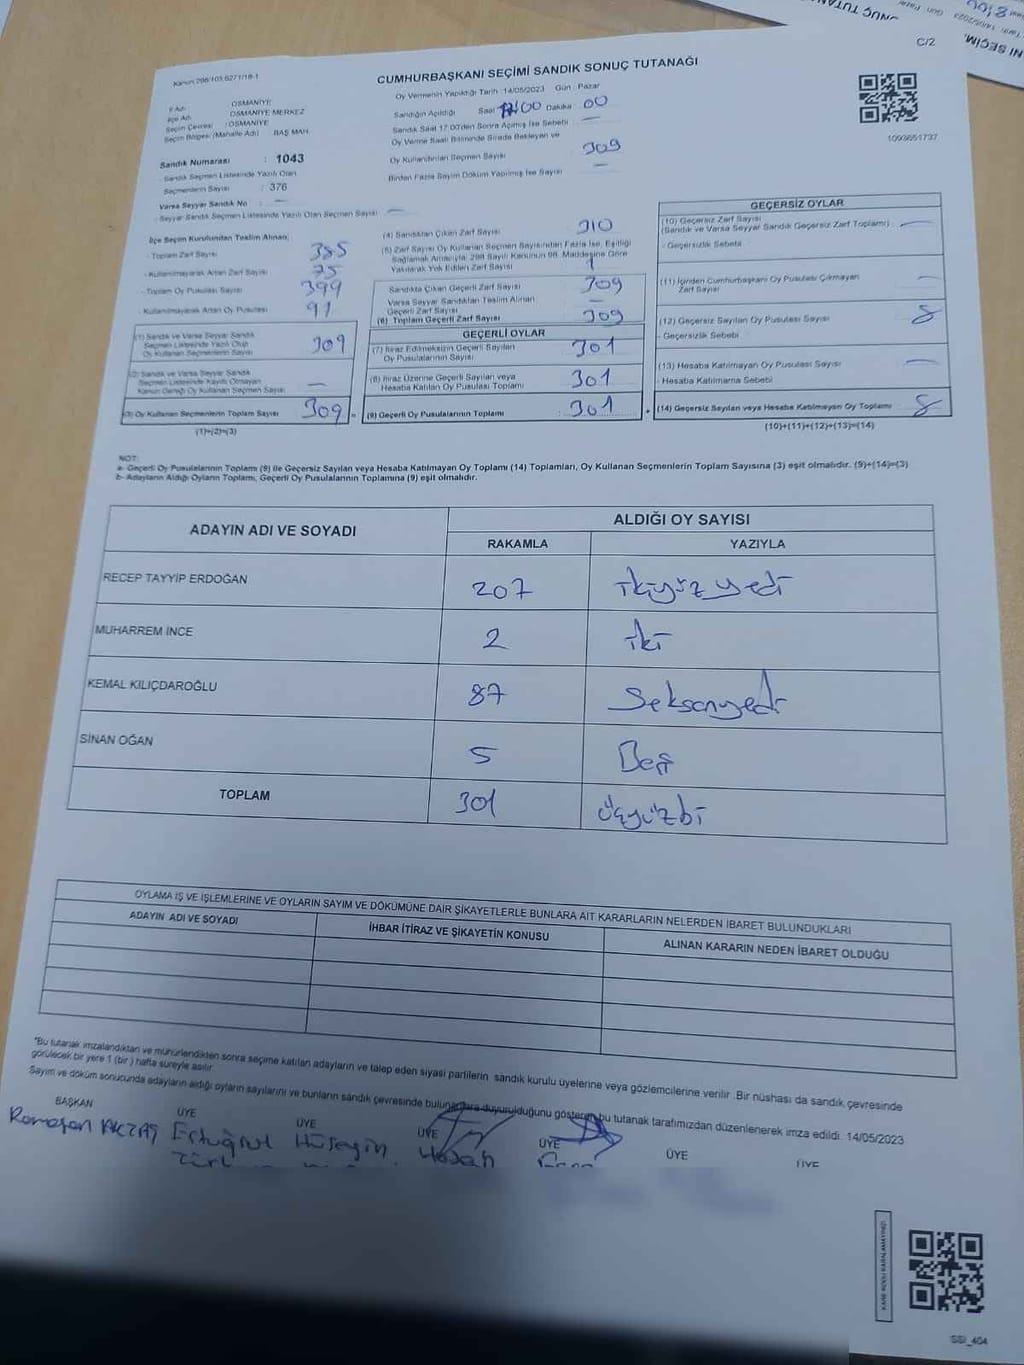 C/2
Kanun 298/103,6271/18-1
CUMHURBAŞKANI SEÇİMİ SANDIK SONUÇ TUTANAĞI
Oy Vermenin Yapıldığı Tarih : 14/05/2023 Gün : Pazar
1093651737
İl Adı : OSMANİYE
İlçe Adı : OSMANİYE MERKEZ
Seçim Çevresi : OSMANİYE
Seçim Bölgesi (Mahalle Adı) : BAŞ MAH.
Sandık Numarası : 1043
- Sandık Seçmen Listesinde Yazılı Olan
Seçmenlerin Sayısı : 376
Varsa Seyyar Sandık No : —
- Seyyar Sandık Seçmen Listesinde Yazılı Olan Seçmen Sayısı : —
Sandığın Açıldığı Saat 00 Dakika : 00
Sandık Saat 17:00'den Sonra Açılmış İse Sebebi : —
Oy Verme Saati Bitiminde Sırada Bekleyen ve
Oy Kullandırılan Seçmen Sayısı 309
Birden Fazla Sayım Döküm Yapılmış İse Sayısı —
İlçe Seçim Kurulundan Teslim Alınan;
- Toplam Zarf Sayısı 385
- Kullanılmayarak Artan Zarf Sayısı 75
- Toplam Oy Pusulası Sayısı 399
- Kullanılmayarak Artan Oy Pusulası 91
(1) Sandık ve Varsa Seyyar Sandık
Seçmen Listesinde Yazılı Olup
Oy Kullanan Seçmenlerin Sayısı 309
(2) Sandık ve Varsa Seyyar Sandık
Seçmen Listesinde Kayıtlı Olmayan
Kanun Gereği Oy Kullanan Seçmen Sayısı —
(3) Oy Kullanan Seçmenlerin Toplam Sayısı 309 =
(1)+(2)=(3)
(4) Sandıktan Çıkan Zarf Sayısı 310
(5) Zarf Sayısı Oy Kullanan Seçmen Sayısından Fazla İse, Eşitliği
Sağlamak Amacıyla, 298 Sayılı Kanunun 98. Maddesine Göre
Yakılarak Yok Edilen Zarf Sayısı 1
Sandıkta Çıkan Geçerli Zarf Sayısı 309
Varsa Seyyar Sandıktan Teslim Alınan
Geçerli Zarf Sayısı —
(6) Toplam Geçerli Zarf Sayısı 309
GEÇERLİ OYLAR
(7) İtiraz Edilmeksizin Geçerli Sayılan
Oy Pusulalarının Sayısı 301
(8) İtiraz Üzerine Geçerli Sayılan veya
Hesaba Katılan Oy Pusulası Toplamı 301
(9) Geçerli Oy Pusulalarının Toplamı : 301 +
GEÇERSİZ OYLAR
(10) Geçersiz Zarf Sayısı
(Sandık ve Varsa Seyyar Sandık Geçersiz Zarf Toplamı) —
- Geçersizlik Sebebi
(11) İçinden Cumhurbaşkanı Oy Pusulası Çıkmayan
Zarf Sayısı —
(12) Geçersiz Sayılan Oy Pusulası Sayısı 8
- Geçersizlik Sebebi
(13) Hesaba Katılmayan Oy Pusulası Sayısı —
- Hesaba Katılmama Sebebi
(14) Geçersiz Sayılan veya Hesaba Katılmayan Oy Toplamı 8
(10)+(11)+(12)+(13)=(14)
NOT:
a- Geçerli Oy Pusulalarının Toplamı (9) ile Geçersiz Sayılan veya Hesaba Katılmayan Oy Toplamı (14) Toplamları, Oy Kullanan Seçmenlerin Toplam Sayısına (3) eşit olmalıdır. (9)+(14)=(3)
b- Adayların Aldığı Oyların Toplamı, Geçerli Oy Pusulalarının Toplamına (9) eşit olmalıdır.
ADAYIN ADI VE SOYADI
ALDIĞI OY SAYISI
RAKAMLA YAZIYLA
RECEP TAYYİP ERDOĞAN 207 ikiyüz yedi
MUHARREM İNCE 2 iki
KEMAL KILIÇDAROĞLU 87 Seksenyedi
SİNAN OĞAN 5 Beş
TOPLAM 301 üçyüzbi
OYLAMA İŞ VE İŞLEMLERİNE VE OYLARIN SAYIM VE DÖKÜMÜNE DAİR ŞİKAYETLERLE BUNLARA AİT KARARLARIN NELERDEN İBARET BULUNDUKLARI
ADAYIN ADI VE SOYADI İHBAR İTİRAZ VE ŞİKAYETİN KONUSU ALINAN KARARIN NEDEN İBARET OLDUĞU
"Bu tutanak imzalandıktan ve mühürlendikten sonra seçime katılan adayların ve talep eden siyasi partilerin sandık kurulu üyelerine veya gözlemcilerine verilir. Bir nüshası da sandık çevresinde
görülecek bir yere 1 (bir) hafta süreyle asılır.
Sayım ve döküm sonucunda adayların aldığı oyların sayılarını ve bunların sandık çevresinde bulunanlara duyurulduğunu gösteren bu tutanak tarafımızdan düzenlenerek imza edildi. 14/05/2023
BAŞKAN ÜYE ÜYE ÜYE ÜYE ÜYE ÜYE
Ramazan AKZAŞ Ertuğrul Hüseyin Hasan
SSI_404